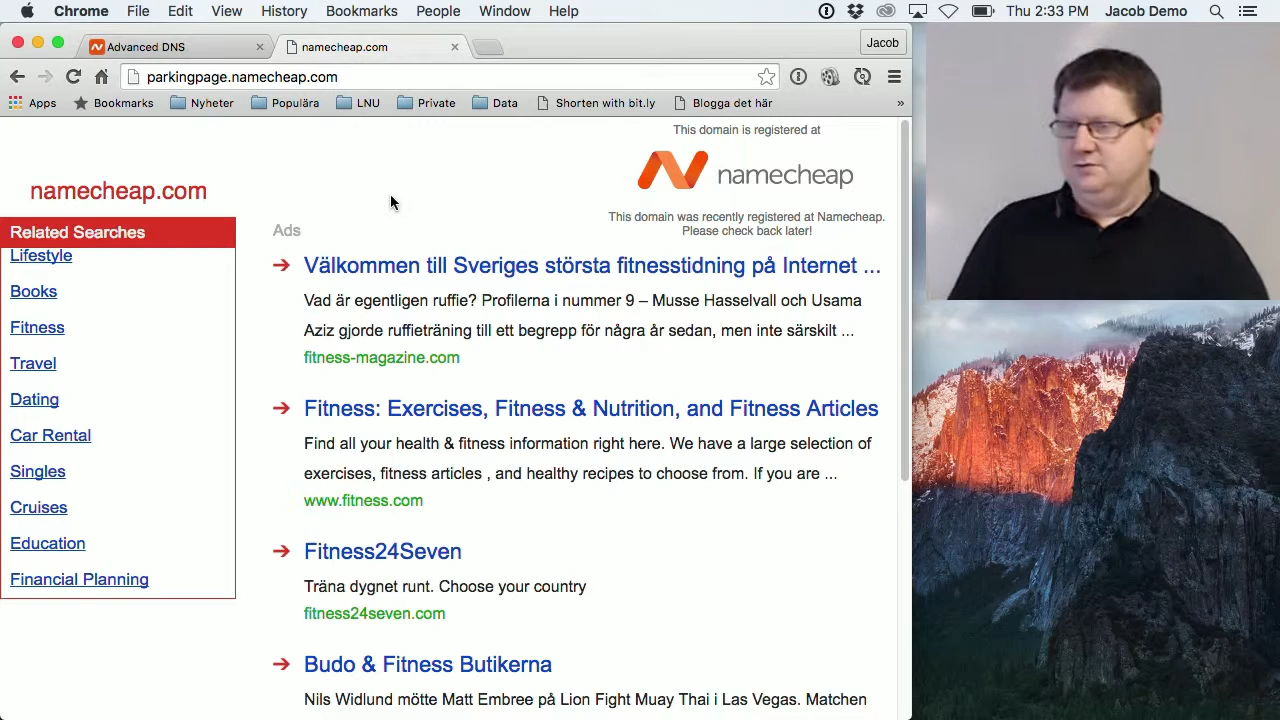 Chrome File Edit View History Bookmarks People Window Help Thu 2:33 PM Jacob Demo
Advanced DNS namecheap.com Jacob
parkingpage.namecheap.com
Apps Bookmarks Nyheter Populära LNU Private Data Shorten with bit.ly Blogga det här »
This domain is registered at
namecheap
This domain was recently registered at Namecheap.
Please check back later!
namecheap.com
Related Searches
Lifestyle
Books
Fitness
Travel
Dating
Car Rental
Singles
Cruises
Education
Financial Planning
Ads
Välkommen till Sveriges största fitnesstidning på Internet ...
Vad är egentligen ruffie? Profilerna i nummer 9 – Musse Hasselvall och Usama
Aziz gjorde ruffieträning till ett begrepp för några år sedan, men inte särskilt ...
fitness-magazine.com
Fitness: Exercises, Fitness & Nutrition, and Fitness Articles
Find all your health & fitness information right here. We have a large selection of
exercises, fitness articles , and healthy recipes to choose from. If you are ...
www.fitness.com
Fitness24Seven
Träna dygnet runt. Choose your country
fitness24seven.com
Budo & Fitness Butikerna
Nils Widlund mötte Matt Embree på Lion Fight Muay Thai i Las Vegas. Matchen